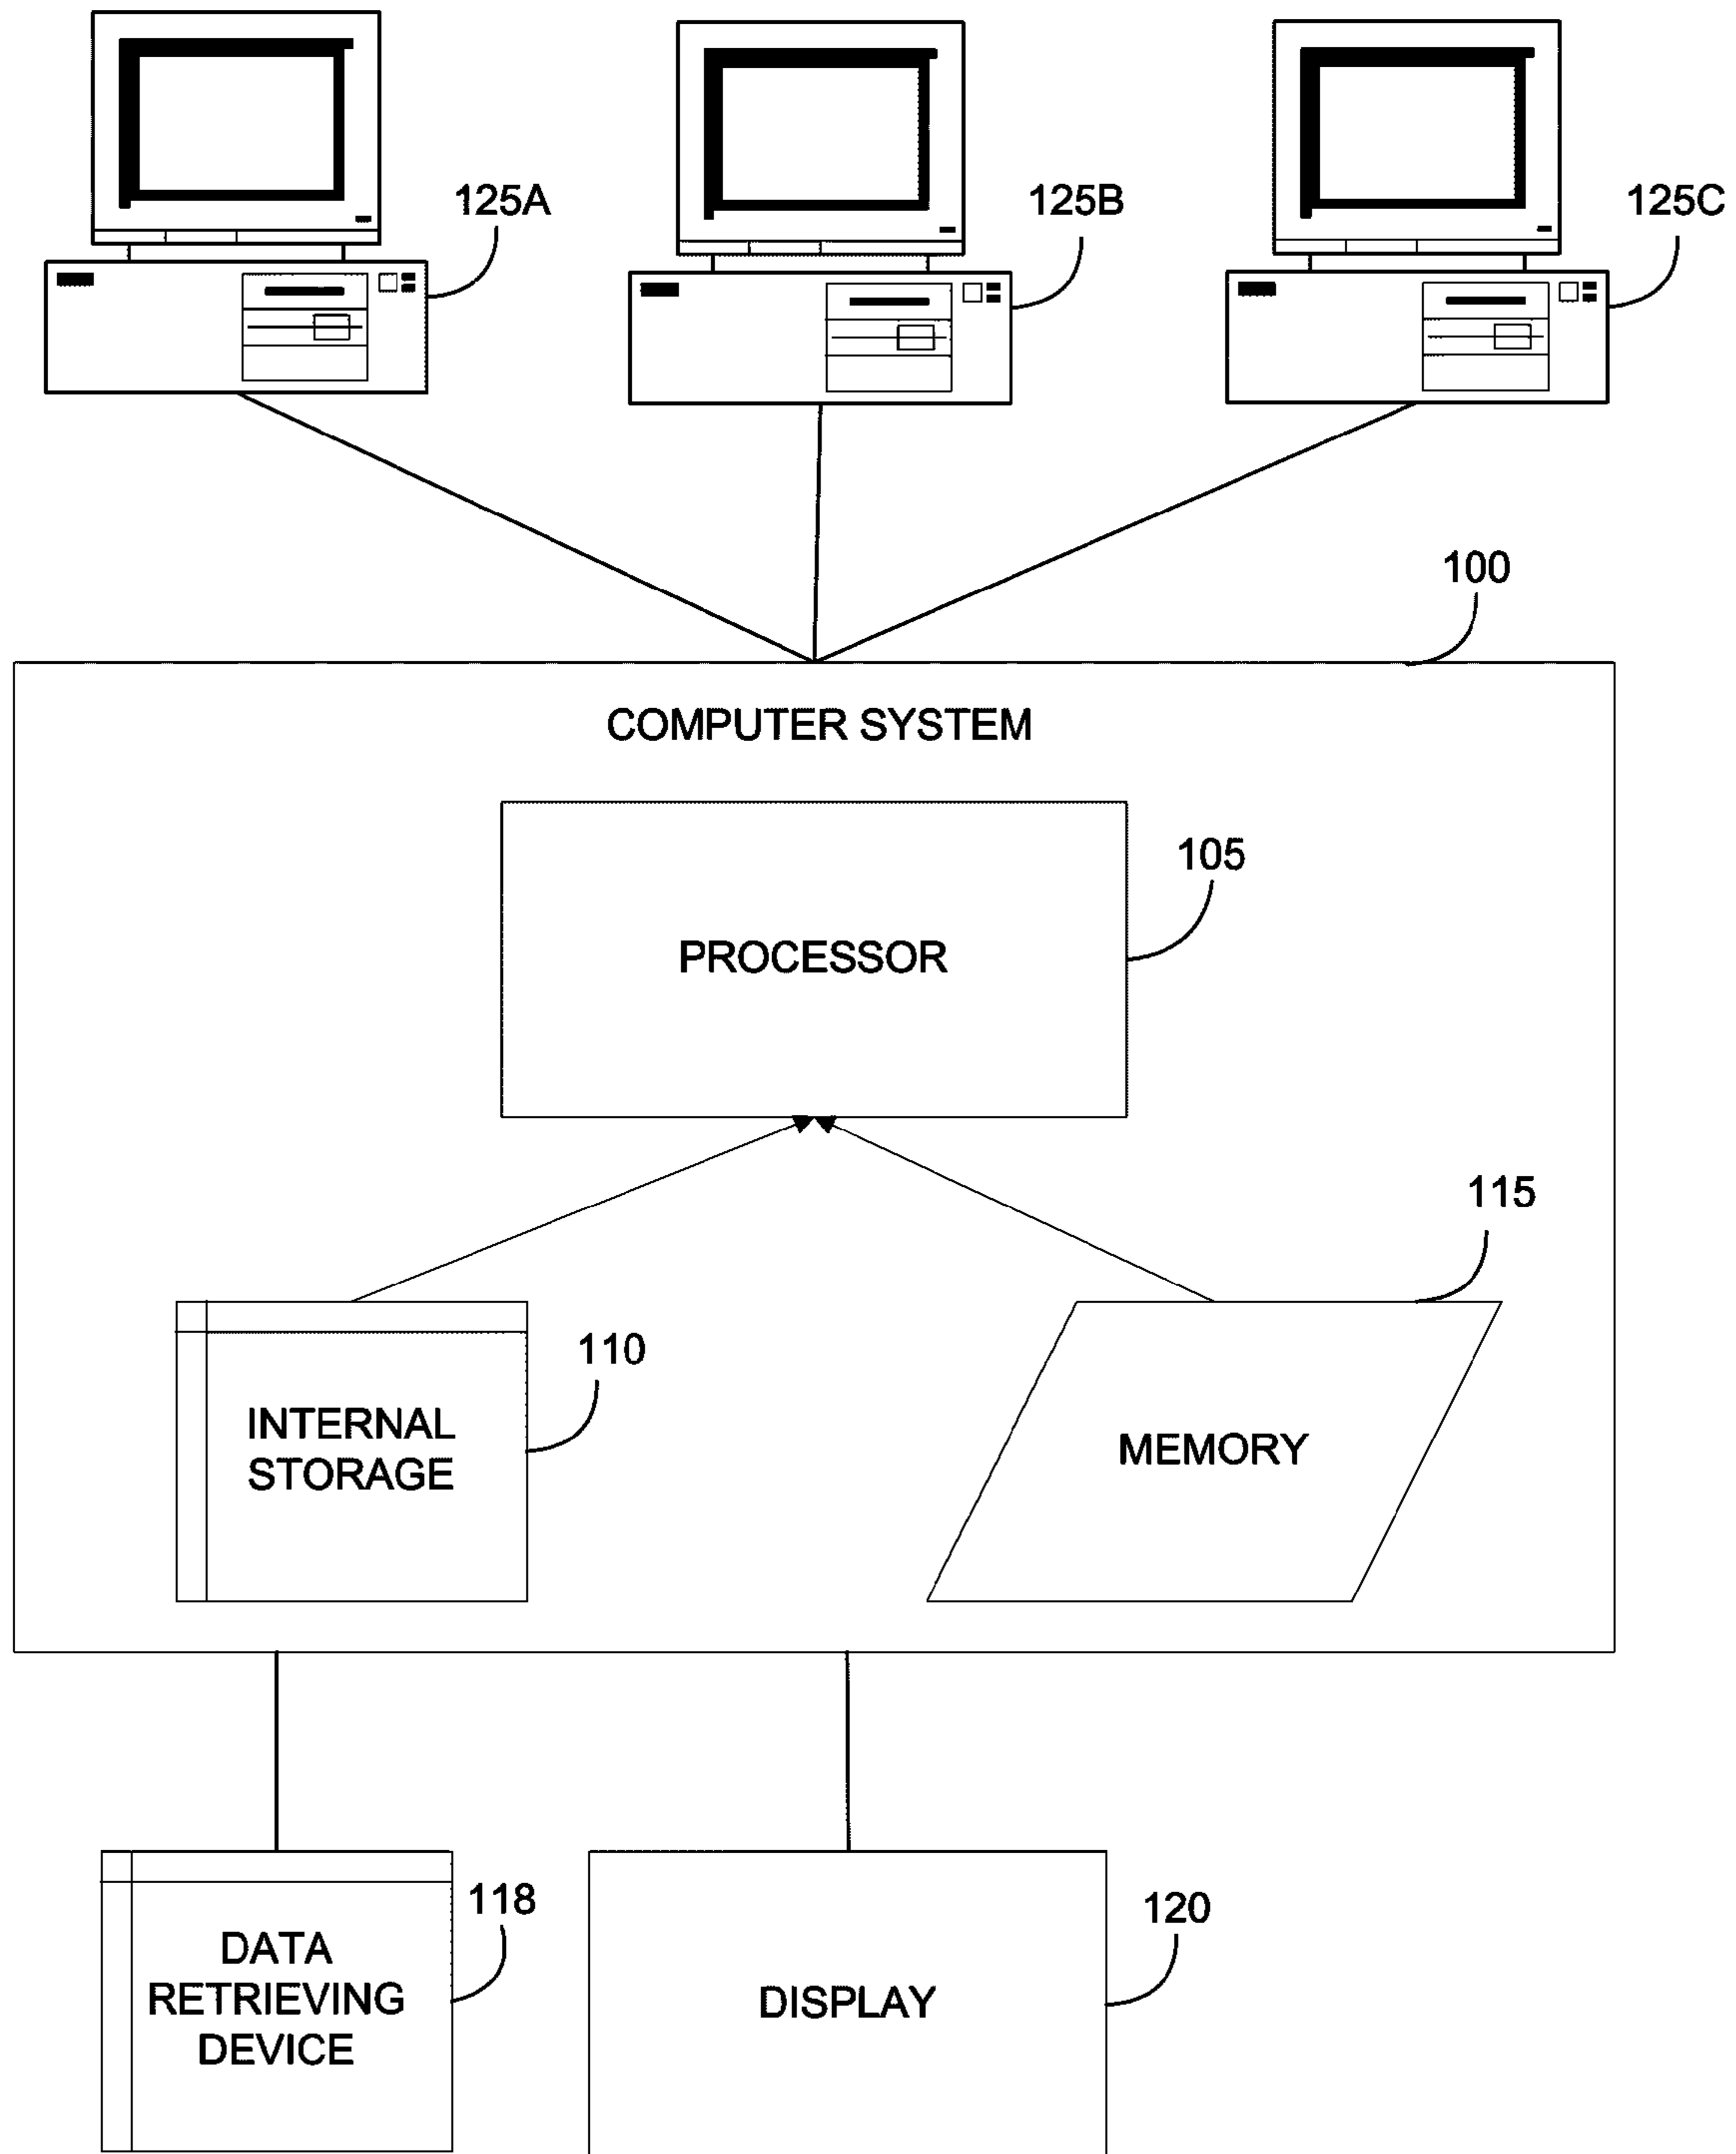 125A
125B
125C
100
COMPUTER SYSTEM
105
PROCESSOR
115
110
INTERNAL
STORAGE
MEMORY
118
120
DATA
RETRIEVING
DEVICE
DISPLAY